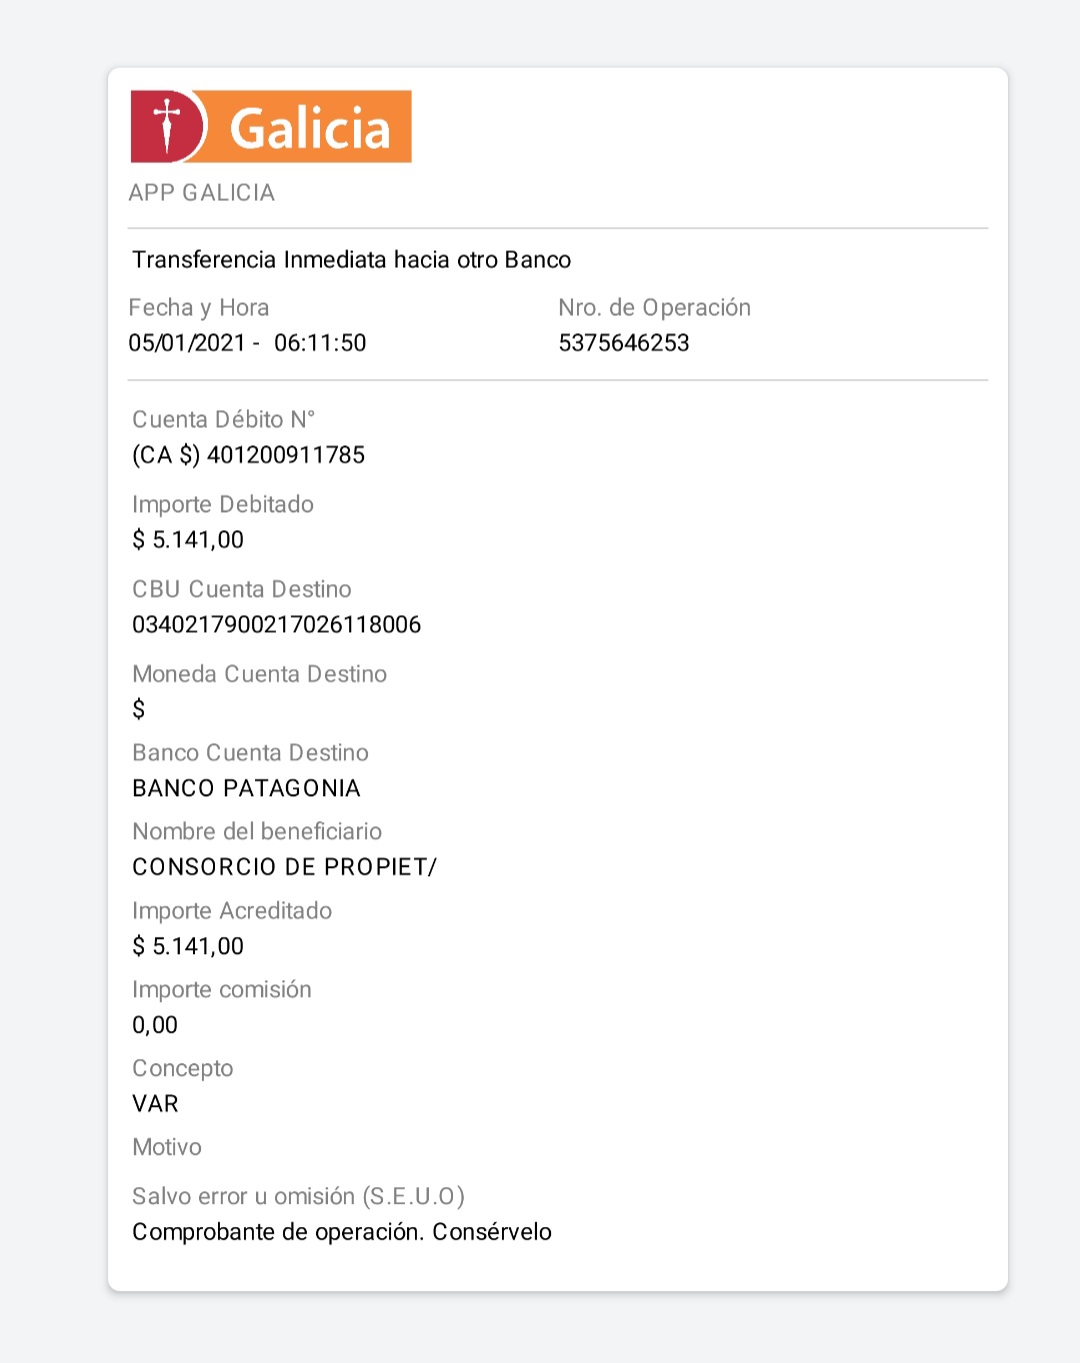 Galicia
APP GALICIA
Transferencia Inmediata hacia otro Banco
Fecha y Hora
05/01/2021 - 06:11:50
Nro. de Operación
5375646253
Cuenta Débito N°
(CA $) 401200911785
Importe Debitado
$ 5.141,00
CBU Cuenta Destino
0340217900217026118006
Moneda Cuenta Destino
$
Banco Cuenta Destino
BANCO PATAGONIA
Nombre del beneficiario
CONSORCIO DE PROPIET/
Importe Acreditado
$ 5.141,00
Importe comisión
0,00
Concepto
VAR
Motivo
Salvo error u omisión (S.E.U.O)
Comprobante de operación. Consérvelo